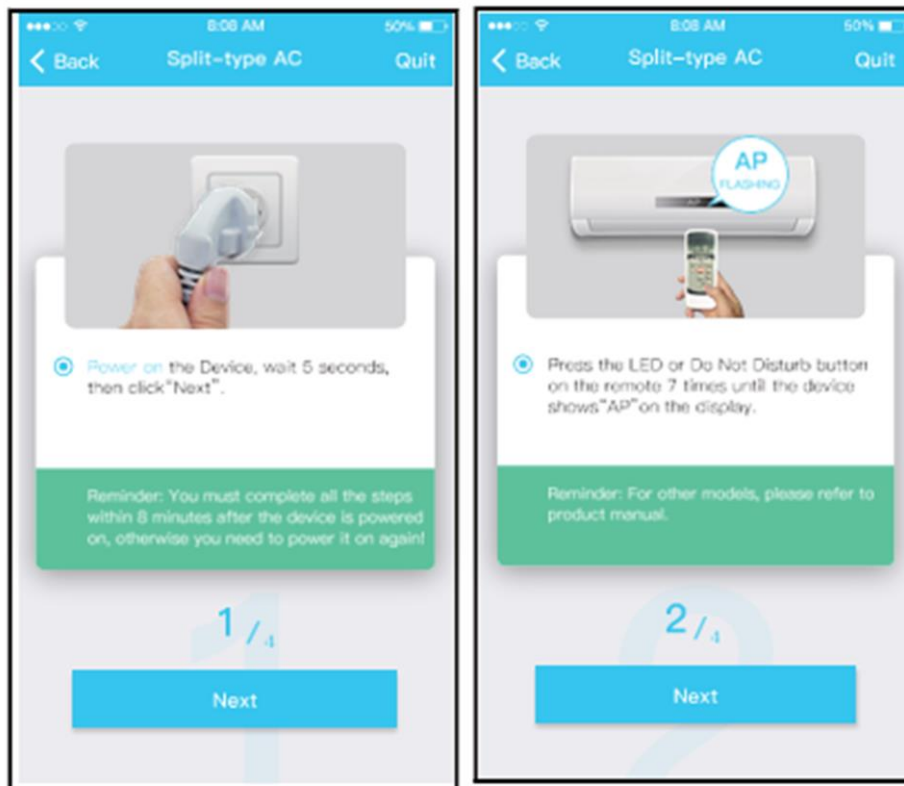 8:08 AM
50%
Back
Split-type AC
Quit
Power on the Device, wait 5 seconds,
then click"Next".
Reminder: You must complete all the steps
within 8 minutes after the device is powered
on, otherwise you need to power it on again!
1/4
Next
8:08 AM
50%
Back
Split-type AC
Quit
AP
FLASHING
AP
Press the LED or Do Not Disturb button
on the remote 7 times until the device
shows"AP"on the display.
Reminder: For other models, please refer to
product manual.
2/4
Next